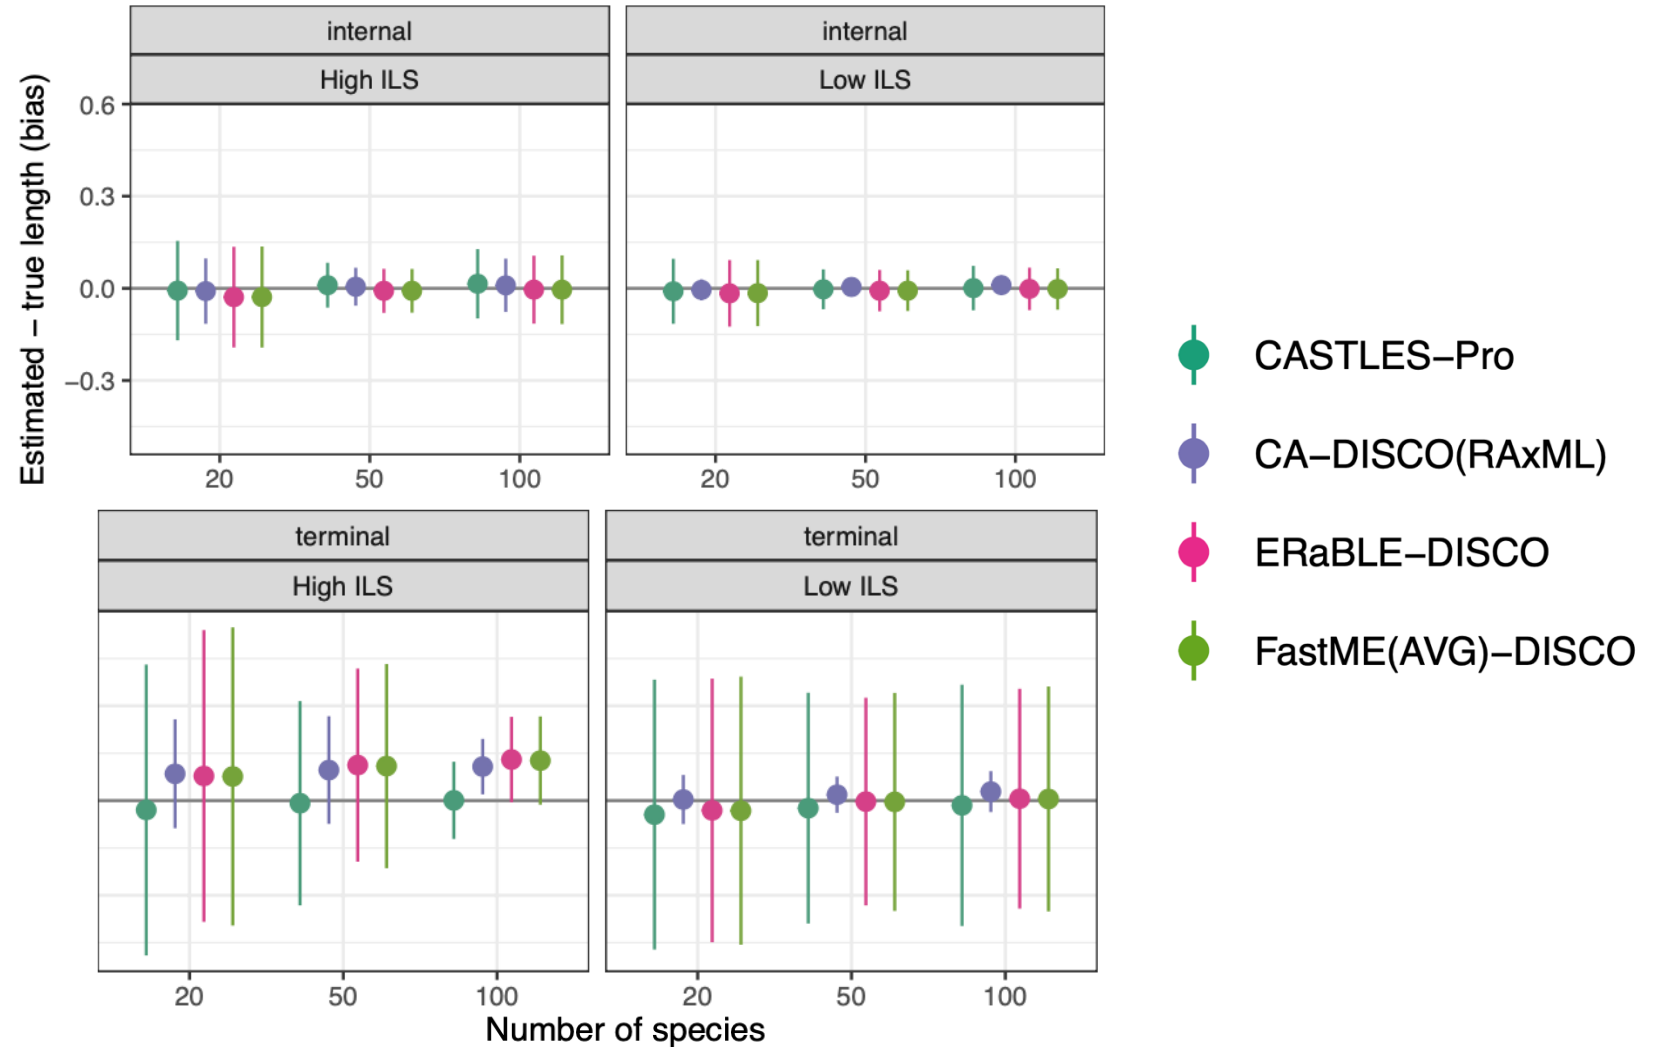 internal
internal
High ILS
Low ILS
Estimated − true length (bias)
0.6
0.3
0.0
−0.3
20
50
100
20
50
100
terminal
terminal
High ILS
Low ILS
20
50
100
20
50
100
Number of species
CASTLES−Pro
CA−DISCO(RAxML)
ERaBLE−DISCO
FastME(AVG)−DISCO